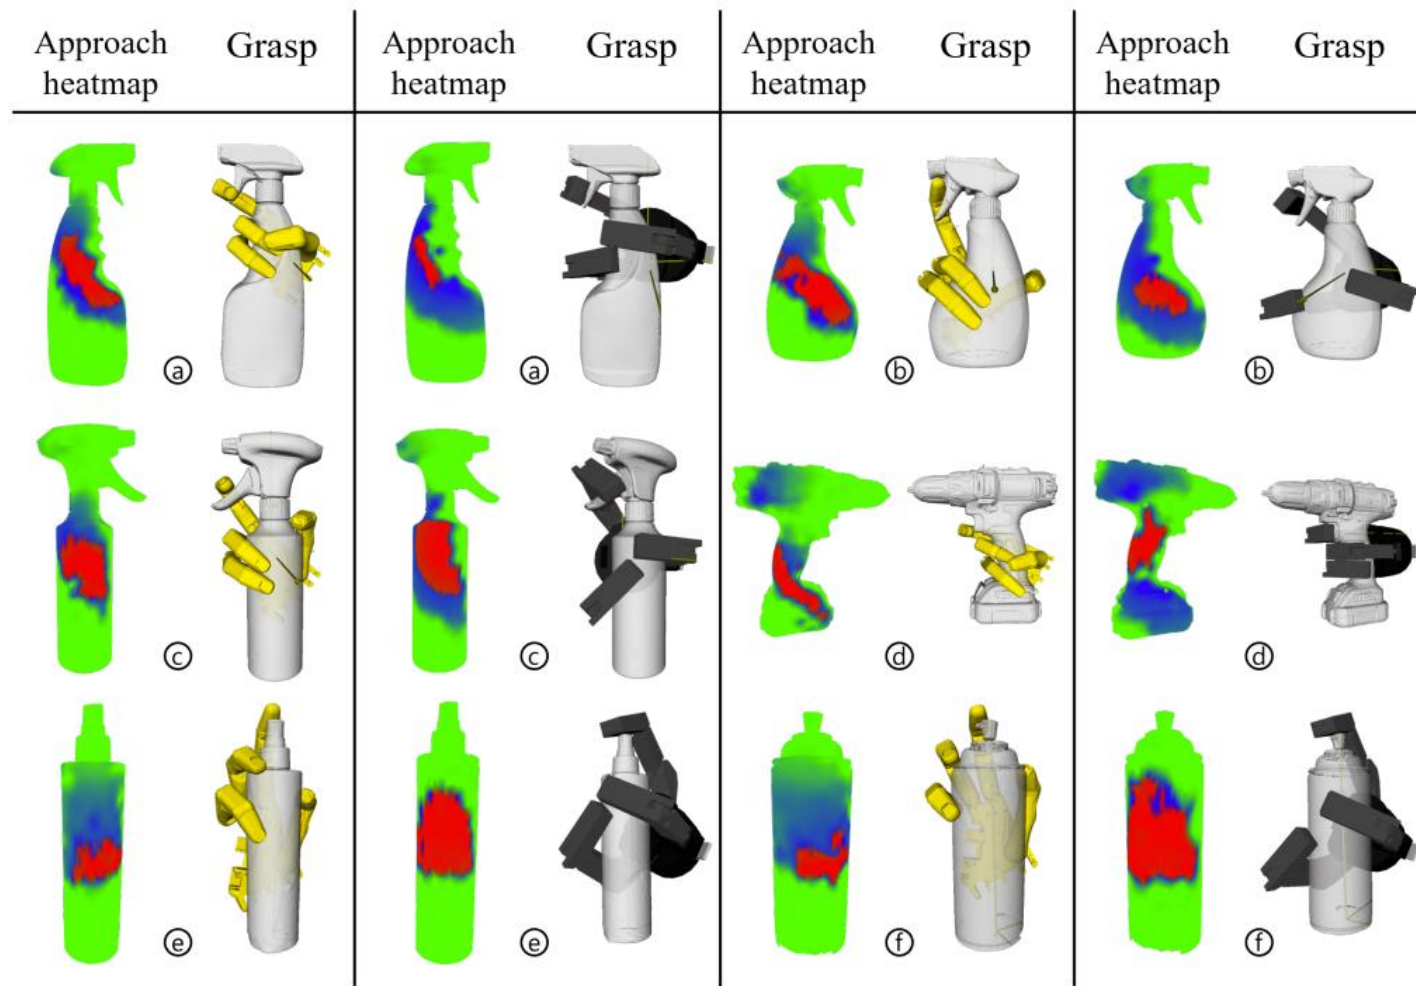 Approach heatmap
Grasp
Approach heatmap
Grasp
Approach heatmap
Grasp
Approach heatmap
Grasp
ⓐ
ⓐ
ⓑ
ⓑ
ⓒ
ⓒ
ⓓ
ⓓ
ⓔ
ⓔ
ⓕ
ⓕ